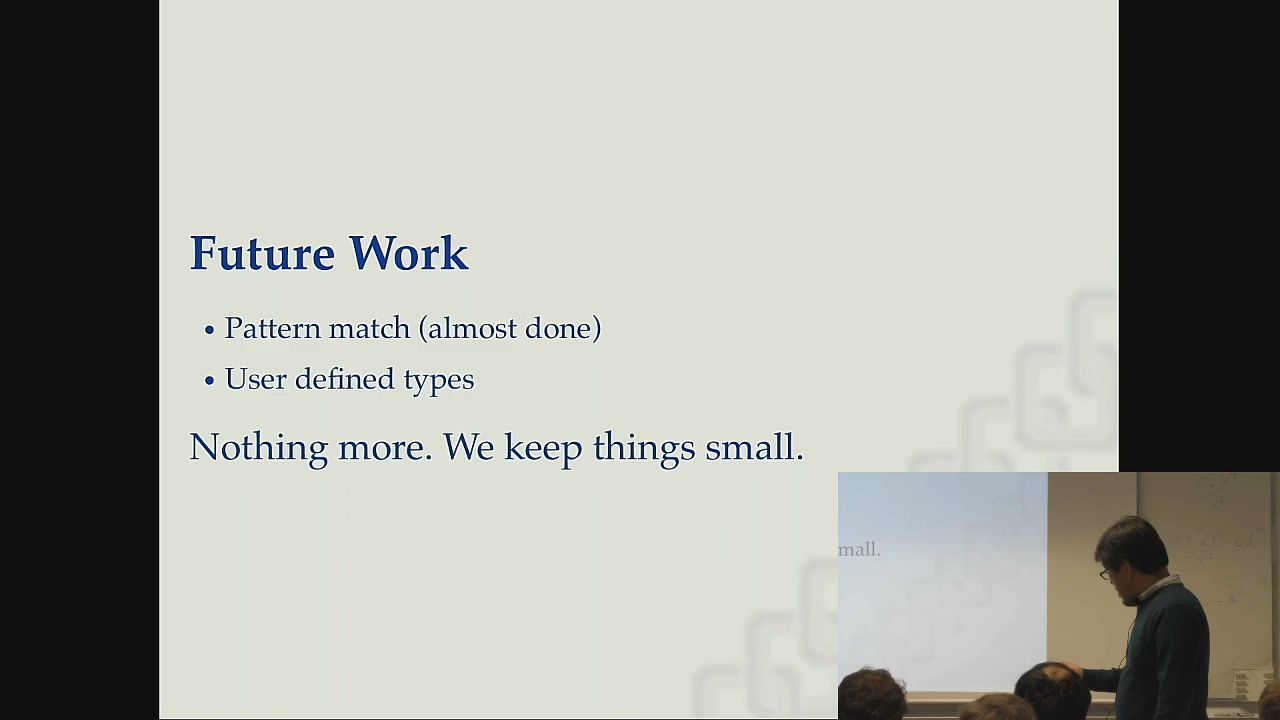 Future Work
• Pattern match (almost done)
• User defined types
Nothing more. We keep things small.
mall.